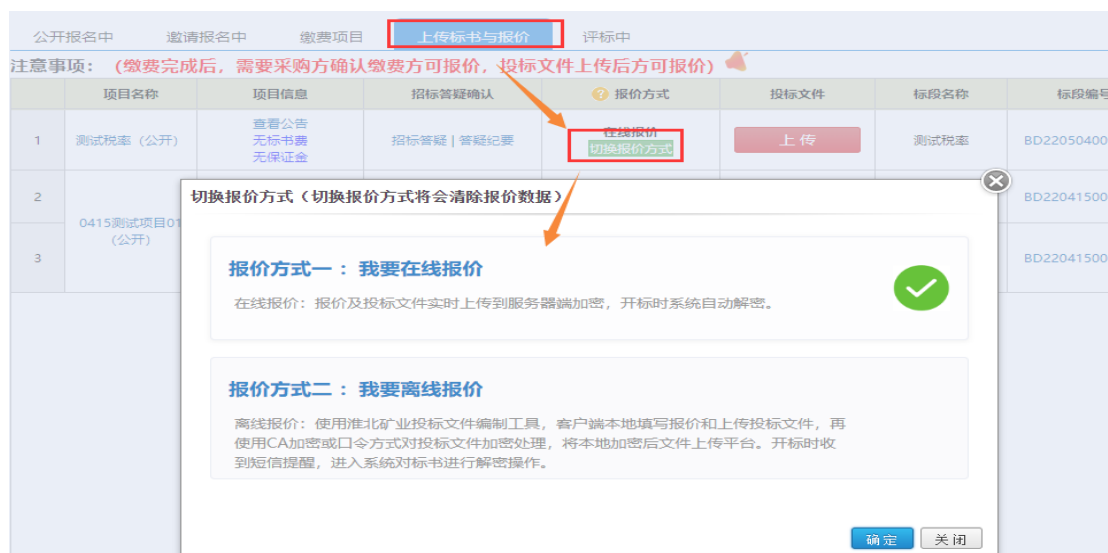 公开报名中 邀请报名中 缴费项目 上传标书与报价 评标中
注意事项：（缴费完成后，需要采购方确认缴费方可报价，投标文件上传后方可报价）
项目名称 项目信息 招标答疑确认 报价方式 投标文件 标段名称 标段编号
1 测试税率（公开） 查看公告 招标答疑 | 答疑纪要 在线报价 上 传 测试税率 BD22050400
无标书费 切换报价方式
无保证金
2 BD22041500
0415测试项目01
（公开）
3 BD22041500
切换报价方式（切换报价方式将会清除报价数据）
报价方式一 ： 我要在线报价
在线报价：报价及投标文件实时上传到服务器端加密，开标时系统自动解密。
报价方式二 ： 我要离线报价
离线报价：使用淮北矿业投标文件编制工具，客户端本地填写报价和上传投标文件，再
使用CA加密或口令方式对投标文件加密处理，将本地加密后文件上传平台。开标时收
到短信提醒，进入系统对标书进行解密操作。
确 定 关 闭